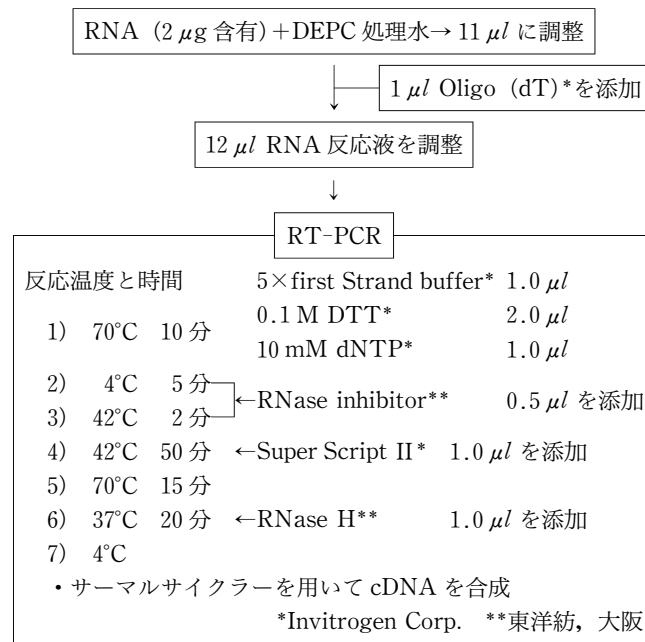 RNA（2 μg 含有）＋DEPC 処理水→ 11 μl に調整
1 μl Oligo（dT）*を添加
12 μl RNA 反応液を調整
RT-PCR
反応温度と時間 5×first Strand buffer* 1.0 μl
0.1 M DTT* 2.0 μl
1) 70℃ 10 分
10 mM dNTP* 1.0 μl
2) 4℃ 5 分
←RNase inhibitor** 0.5 μl を添加
3) 42℃ 2 分
4) 42℃ 50 分 ←Super Script II* 1.0 μl を添加
5) 70℃ 15 分
6) 37℃ 20 分 ←RNase H** 1.0 μl を添加
7) 4℃
・サーマルサイクラーを用いて cDNA を合成
*Invitrogen Corp. **東洋紡，大阪